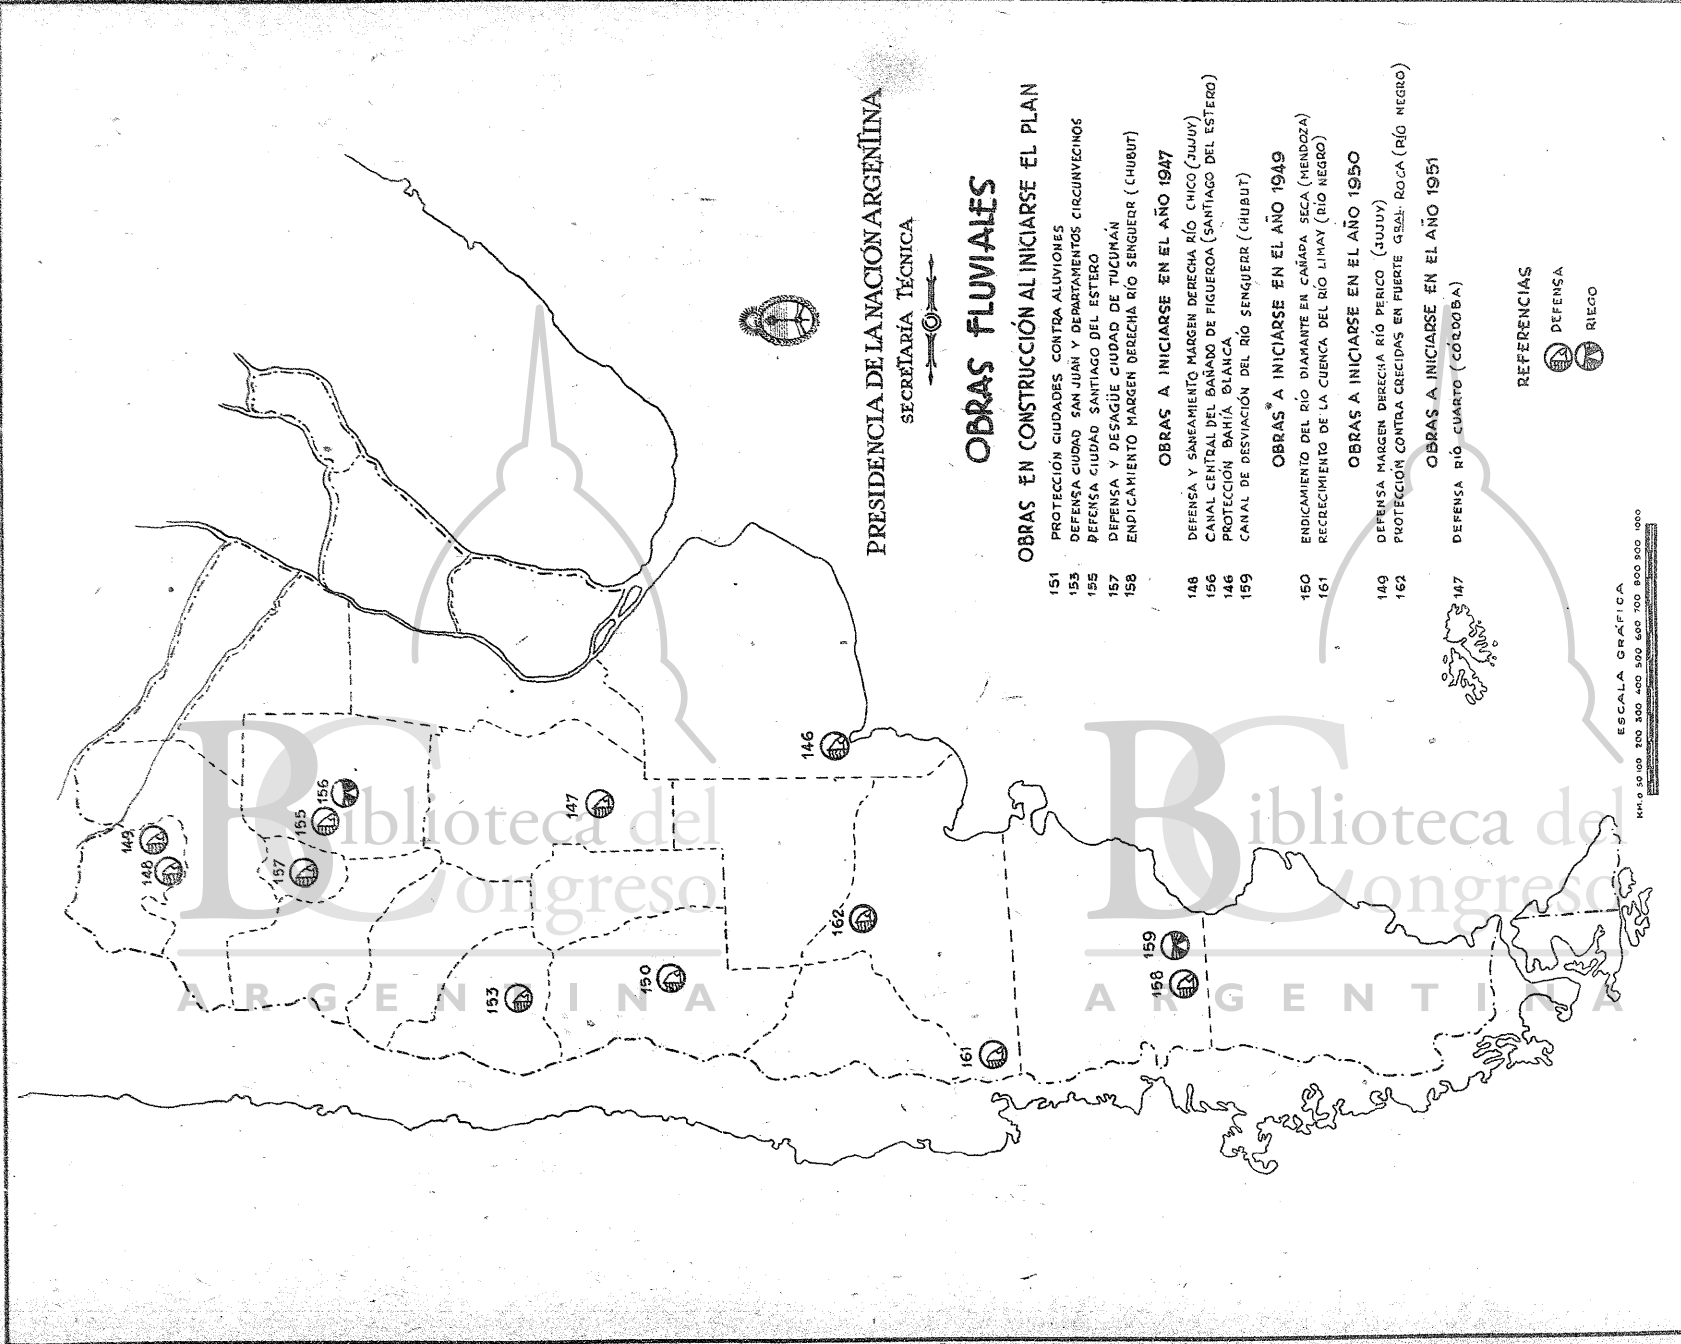 PRESIDENCIA DE LA NACIÓN ARGENTINA
SECRETARÍA TÉCNICA
OBRAS FLUVIALES
OBRAS EN CONSTRUCCIÓN AL INICIARSE EL PLAN
151 PROTECCIÓN CIUDADES CONTRA ALUVIONES
153 DEFENSA CIUDAD SAN JUAN Y DEPARTAMENTOS CIRCUNVECINOS
155 DEFENSA CIUDAD SANTIAGO DEL ESTERO
157 DEFENSA Y DESAGÜE CIUDAD DE TUCUMÁN
158 ENDICAMIENTO MARGEN DERECHA RÍO SENGUERR (CHUBUT)
OBRAS A INICIARSE EN EL AÑO 1947
148 DEFENSA Y SANEAMIENTO MARGEN DERECHA RÍO CHICO (JUJUY)
156 CANAL CENTRAL DEL BAÑADO DE FIGUEROA (SANTIAGO DEL ESTERO)
146 PROTECCIÓN BAHÍA BLANCA
159 CANAL DE DESVIACIÓN DEL RÍO SENGUERR (CHUBUT)
OBRAS A INICIARSE EN EL AÑO 1949
150 ENDICAMIENTO DEL RÍO DIAMANTE EN CAÑADA SECA (MENDOZA)
161 RECRECIMIENTO DE LA CUENCA DEL RÍO LIMAY (RÍO NEGRO)
OBRAS A INICIARSE EN EL AÑO 1950
149 DEFENSA MARGEN DERECHA RÍO PERICO (JUJUY)
162 PROTECCIÓN CONTRA CRECIDAS EN FUERTE GRAL. ROCA (RÍO NEGRO)
OBRAS A INICIARSE EN EL AÑO 1951
147 DEFENSA RÍO CUARTO (CÓRDOBA)
REFERENCIAS
DEFENSA
RIEGO
ESCALA GRÁFICA
KM. 0 50 100 200 300 400 500 600 700 800 900 1000
149
148
156
155
157
147
153
150
146
162
161
159
158
Biblioteca del
Congreso
ARGENTINA
Biblioteca del
Congreso
ARGENTINA